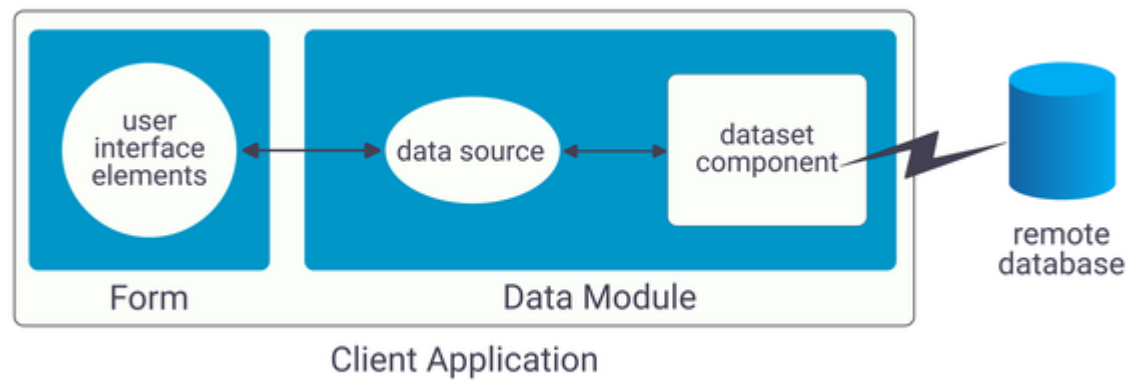 user
interface
elements
data source
dataset
component
remote
database
Form
Data Module
Client Application